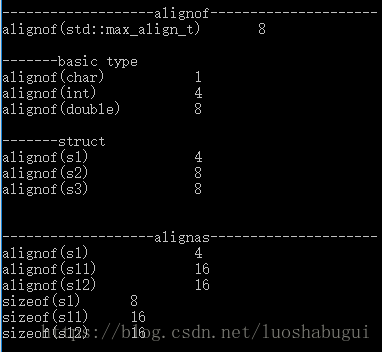 ----------------------alignof------------------------
alignof(std::max_align_t)        8
-------basic type
alignof(char)            1
alignof(int)             4
alignof(double)          8
-------struct
alignof(s1)              4
alignof(s2)              8
alignof(s3)              8
----------------------alignas------------------------
alignof(s1)              4
alignof(s11)             16
alignof(s12)             16
sizeof(s1)      8
sizeof(s11)     16
sizeof(s12)     16
https://blog.csdn.net/luoshabugui